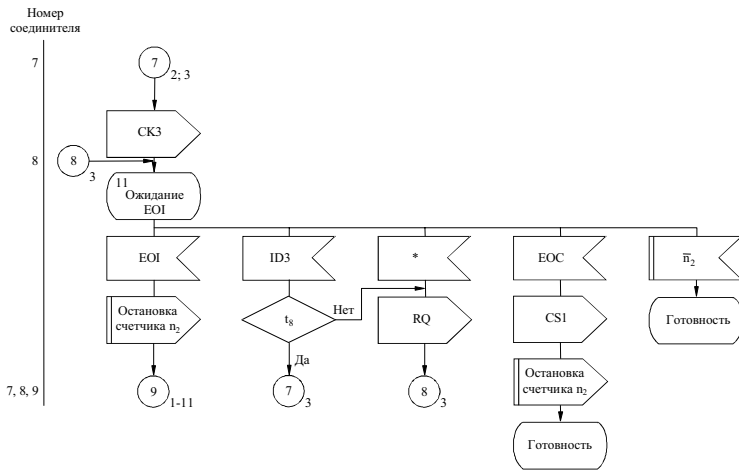 Номер
соединителя
7
7
2; 3
СК3
8
8
3
11
Ожидание
EOI
EOI
ID3
*
EOC
n̅₂
Остановка
счетчика n₂
t₈
Нет
RQ
CS1
Готовность
Да
7, 8, 9
9
1-11
7
3
8
3
Остановка
счетчика n₂
Готовность